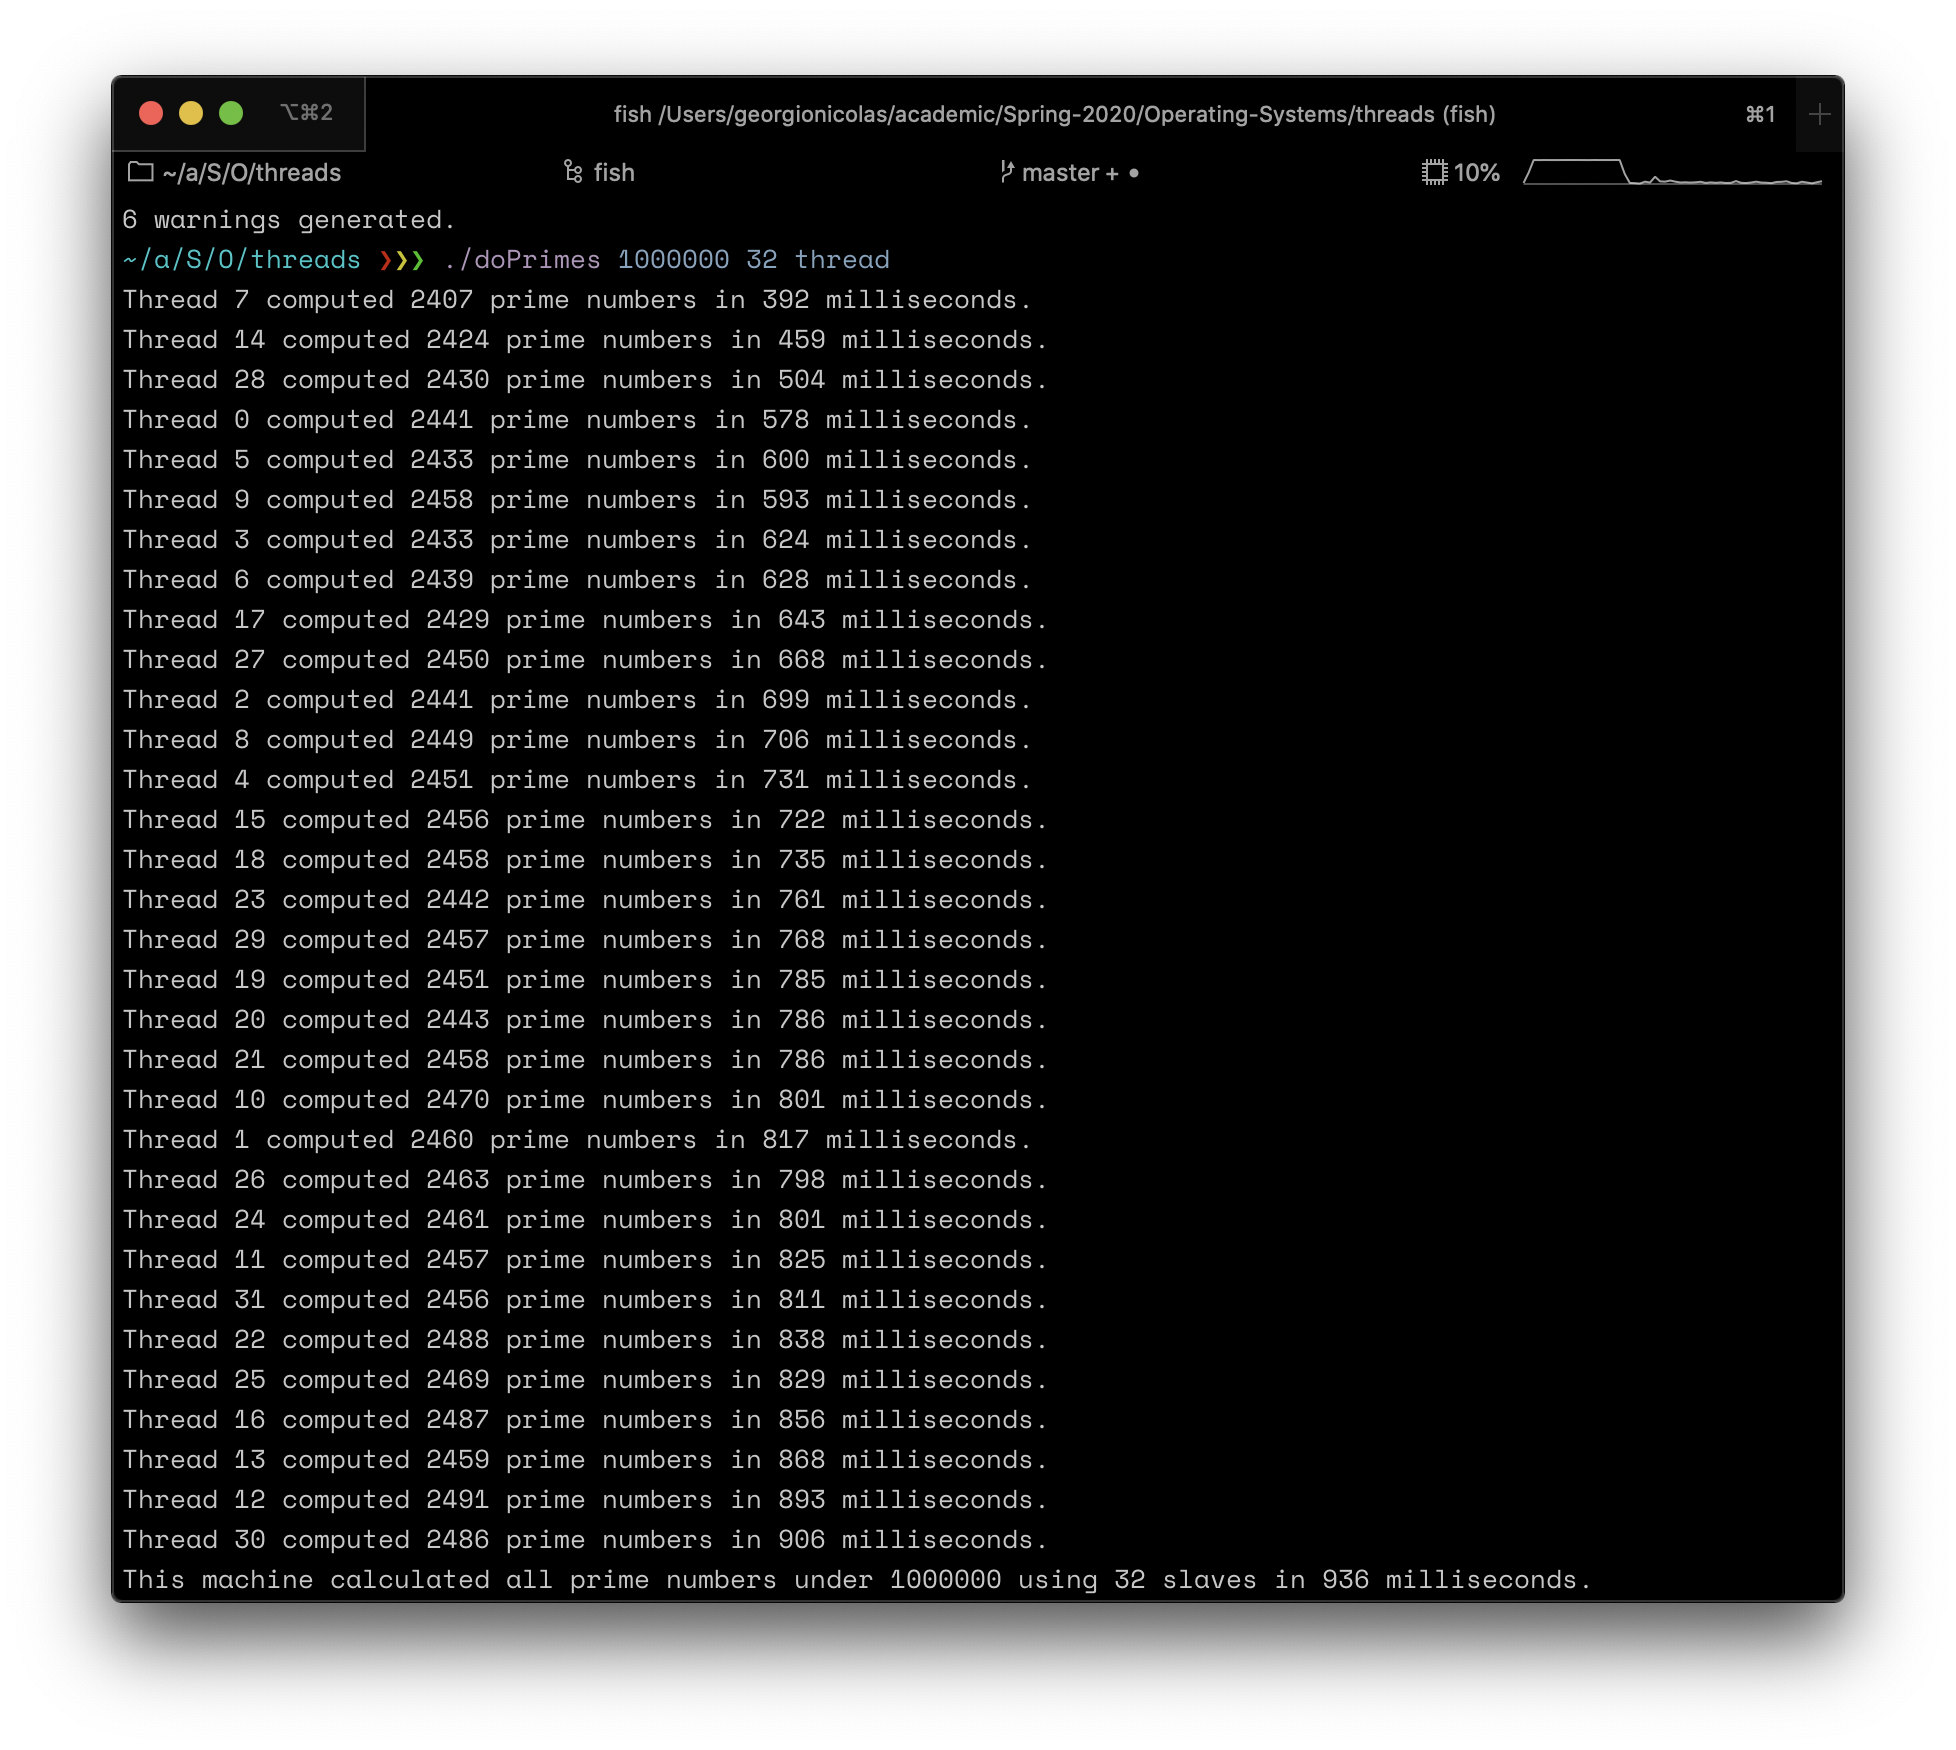 ⌥⌘2 fish /Users/georgionicolas/academic/Spring-2020/Operating-Systems/threads (fish) ⌘1 +
~/a/S/O/threads fish master + • 10%
6 warnings generated.
~/a/S/O/threads ❯❯❯ ./doPrimes 1000000 32 thread
Thread 7 computed 2407 prime numbers in 392 milliseconds.
Thread 14 computed 2424 prime numbers in 459 milliseconds.
Thread 28 computed 2430 prime numbers in 504 milliseconds.
Thread 0 computed 2441 prime numbers in 578 milliseconds.
Thread 5 computed 2433 prime numbers in 600 milliseconds.
Thread 9 computed 2458 prime numbers in 593 milliseconds.
Thread 3 computed 2433 prime numbers in 624 milliseconds.
Thread 6 computed 2439 prime numbers in 628 milliseconds.
Thread 17 computed 2429 prime numbers in 643 milliseconds.
Thread 27 computed 2450 prime numbers in 668 milliseconds.
Thread 2 computed 2441 prime numbers in 699 milliseconds.
Thread 8 computed 2449 prime numbers in 706 milliseconds.
Thread 4 computed 2451 prime numbers in 731 milliseconds.
Thread 15 computed 2456 prime numbers in 722 milliseconds.
Thread 18 computed 2458 prime numbers in 735 milliseconds.
Thread 23 computed 2442 prime numbers in 761 milliseconds.
Thread 29 computed 2457 prime numbers in 768 milliseconds.
Thread 19 computed 2451 prime numbers in 785 milliseconds.
Thread 20 computed 2443 prime numbers in 786 milliseconds.
Thread 21 computed 2458 prime numbers in 786 milliseconds.
Thread 10 computed 2470 prime numbers in 801 milliseconds.
Thread 1 computed 2460 prime numbers in 817 milliseconds.
Thread 26 computed 2463 prime numbers in 798 milliseconds.
Thread 24 computed 2461 prime numbers in 801 milliseconds.
Thread 11 computed 2457 prime numbers in 825 milliseconds.
Thread 31 computed 2456 prime numbers in 811 milliseconds.
Thread 22 computed 2488 prime numbers in 838 milliseconds.
Thread 25 computed 2469 prime numbers in 829 milliseconds.
Thread 16 computed 2487 prime numbers in 856 milliseconds.
Thread 13 computed 2459 prime numbers in 868 milliseconds.
Thread 12 computed 2491 prime numbers in 893 milliseconds.
Thread 30 computed 2486 prime numbers in 906 milliseconds.
This machine calculated all prime numbers under 1000000 using 32 slaves in 936 milliseconds.